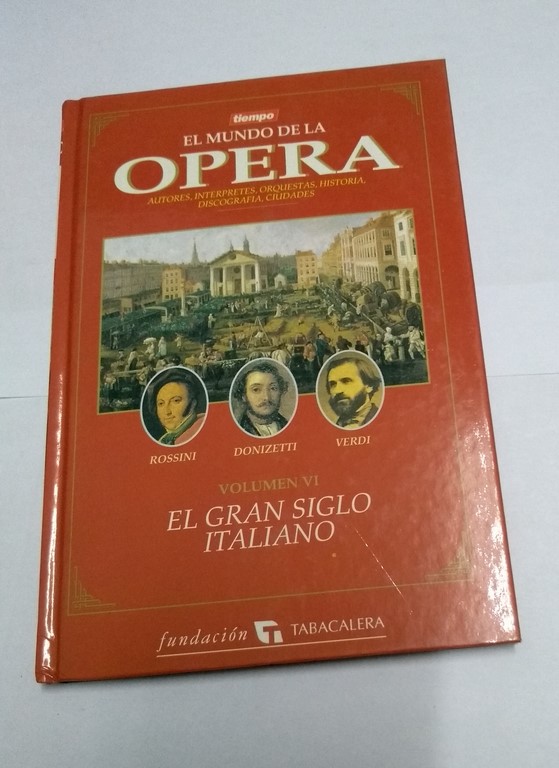 tiempo
EL MUNDO DE LA
OPERA
AUTORES, INTERPRETES, ORQUESTAS, HISTORIA,
DISCOGRAFIA, CIUDADES
ROSSINI
DONIZETTI
VERDI
VOLUMEN VI
EL GRAN SIGLO
ITALIANO
fundación TABACALERA